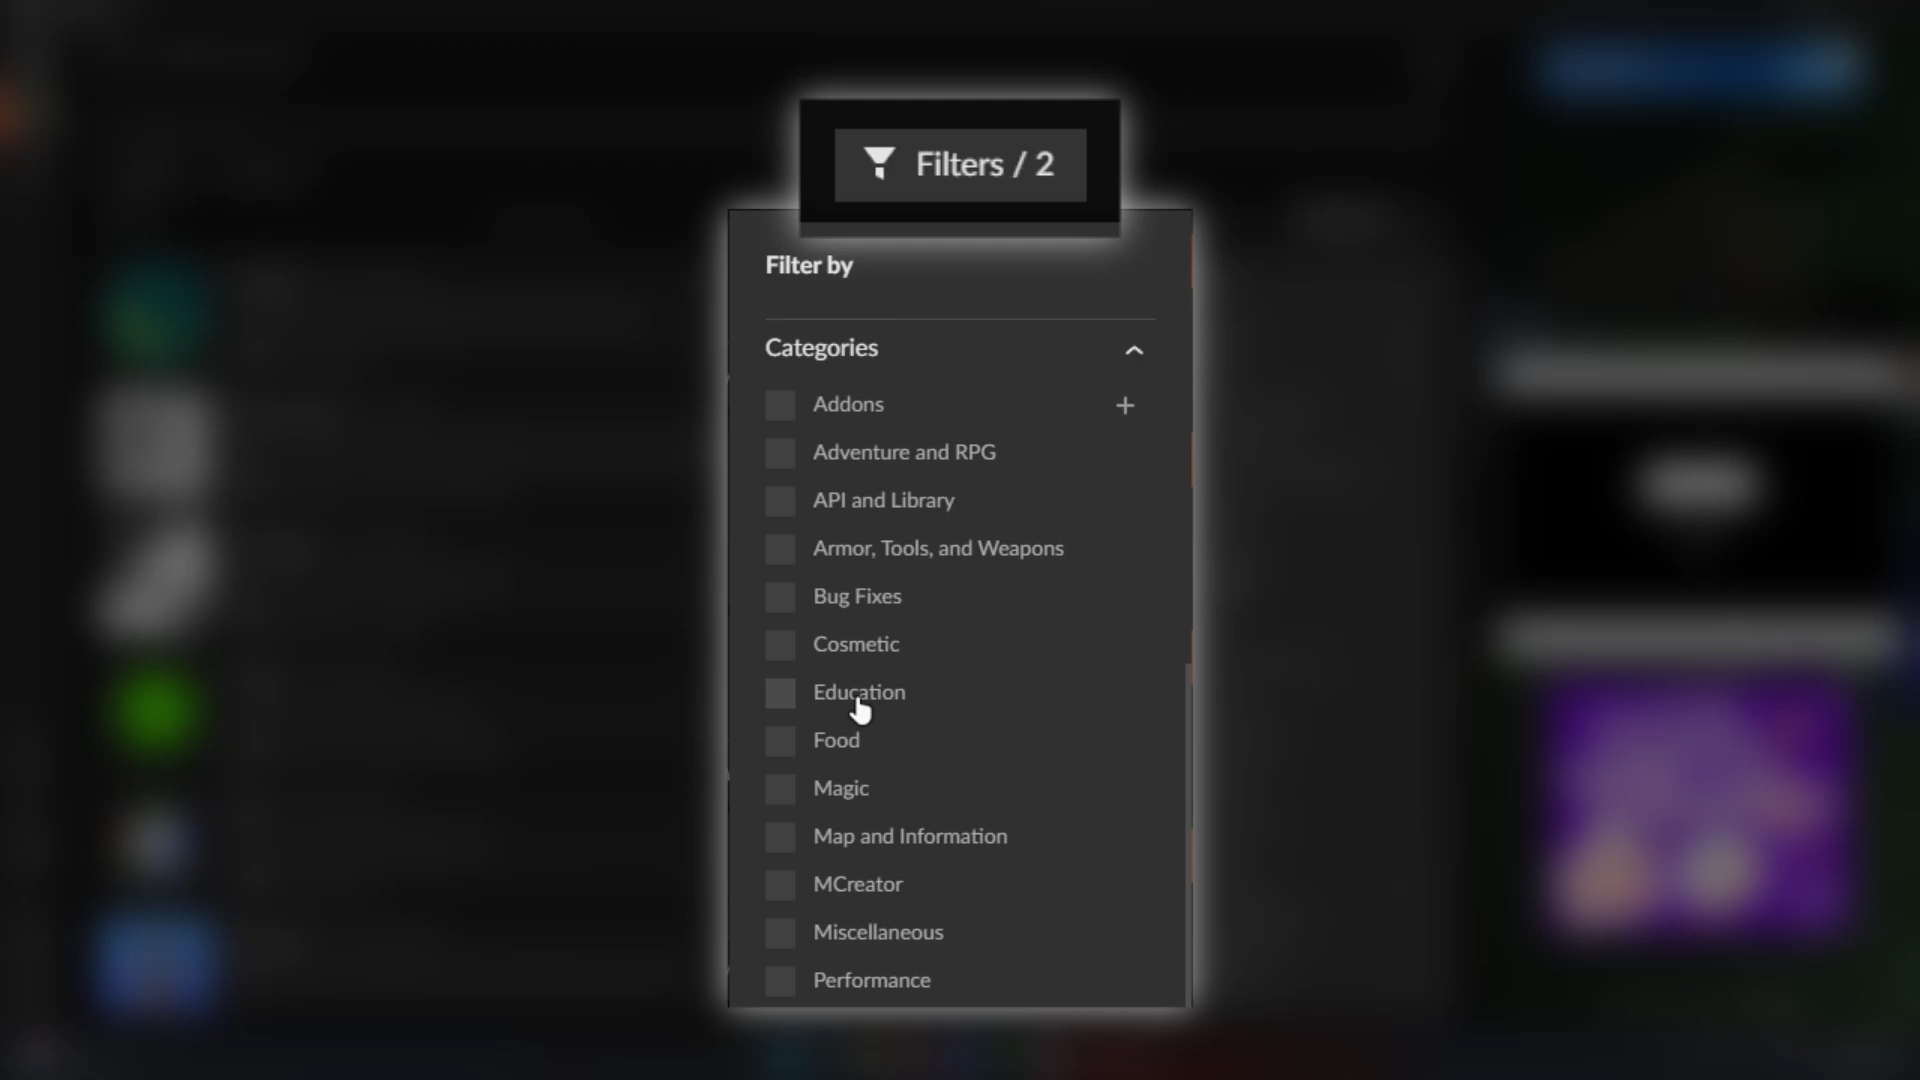 Filters / 2
Filter by
Categories
Addons
Adventure and RPG
API and Library
Armor, Tools, and Weapons
Bug Fixes
Cosmetic
Education
Food
Magic
Map and Information
MCreator
Miscellaneous
Performance